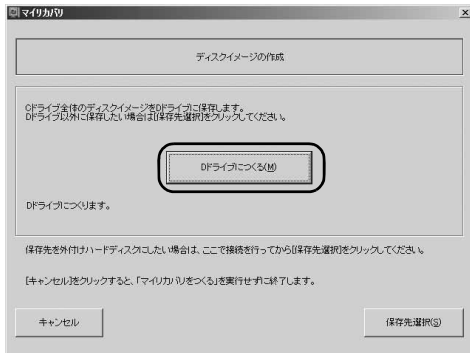 マイリカバリ
ディスクイメージの作成
Cドライブ全体のディスクイメージをDドライブに保存します。
Dドライブ以外に保存したい場合は[保存先選択]をクリックしてください。
Dドライブにつくる(M)
Dドライブにつくります。
保存先を外付けハードディスクにしたい場合は、ここで接続を行ってから[保存先選択]をクリックしてください。
[キャンセル]をクリックすると、「マイリカバリをつくる」を実行せずに終了します。
キャンセル
保存先選択(S)